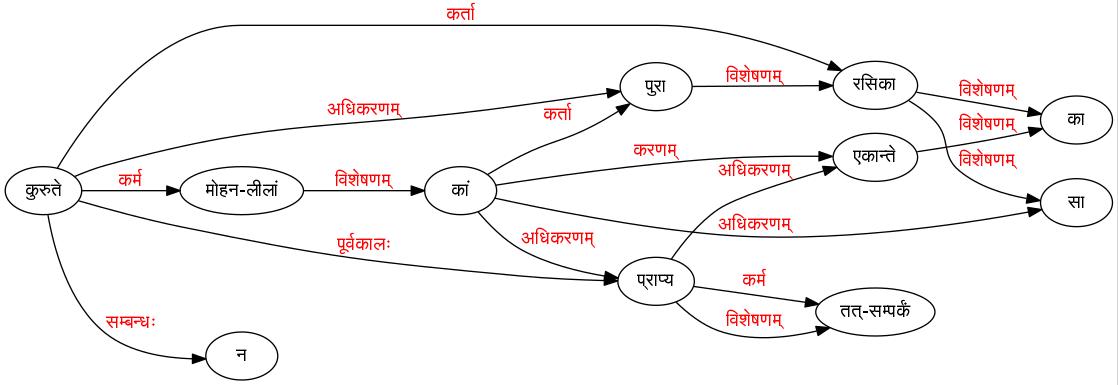 कर्ता
पुरा
विशेषणम्
रसिका
विशेषणम्
का
अधिकरणम्
कर्ता
विशेषणम्
करणम्
एकान्ते
विशेषणम्
अधिकरणम्
कुरुते
कर्म
मोहन-लीलां
विशेषणम्
कां
सा
अधिकरणम्
पूर्वकालः
अधिकरणम्
प्राप्य
कर्म
तत्-सम्पर्कं
विशेषणम्
सम्बन्धः
न